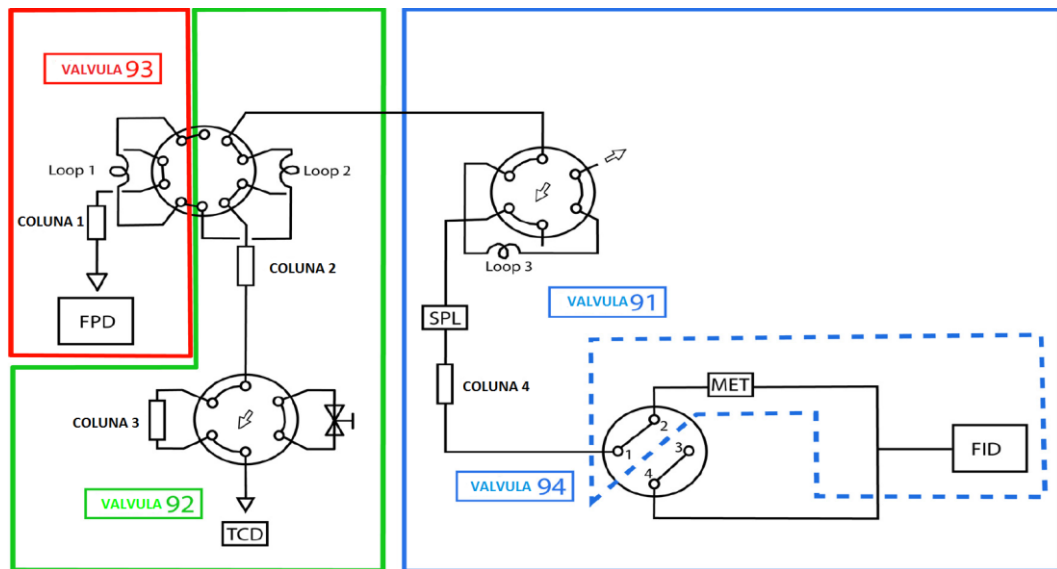 VALVULA 93
Loop 1
Loop 2
COLUNA 1
COLUNA 2
FPD
COLUNA 3
VALVULA 92
TCD
Loop 3
VALVULA 91
SPL
COLUNA 4
MET
2
1
3
4
FID
VALVULA 94